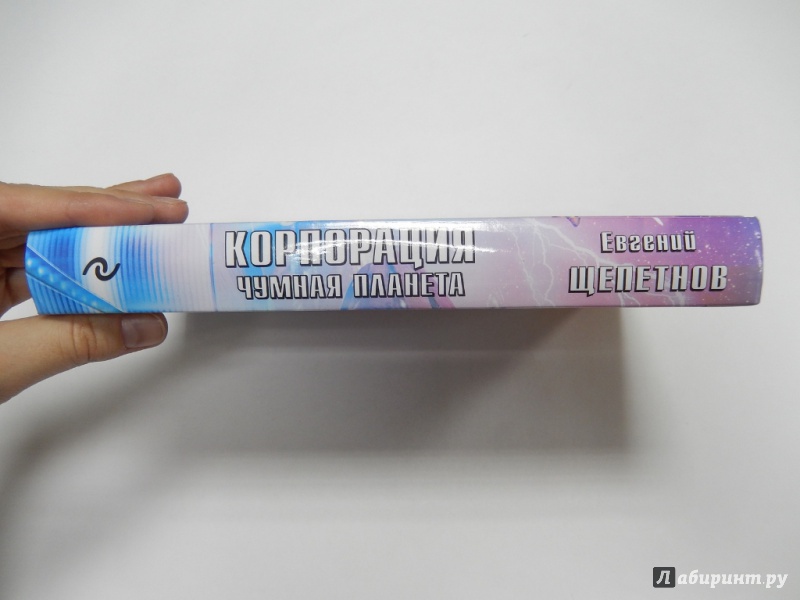 КОРПОРАЦИЯ
ЧУМНАЯ ПЛАНЕТА
Евгений
ЩЕПЕТНОВ
Лабиринт.ру